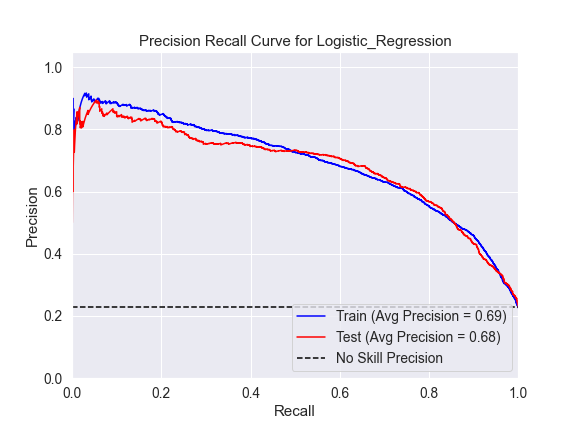 Precision Recall Curve for Logistic_Regression
1.0
0.8
0.6
0.4
0.2
0.0
Precision
Train (Avg Precision = 0.69)
Test (Avg Precision = 0.68)
No Skill Precision
0.0 0.2 0.4 0.6 0.8 1.0
Recall